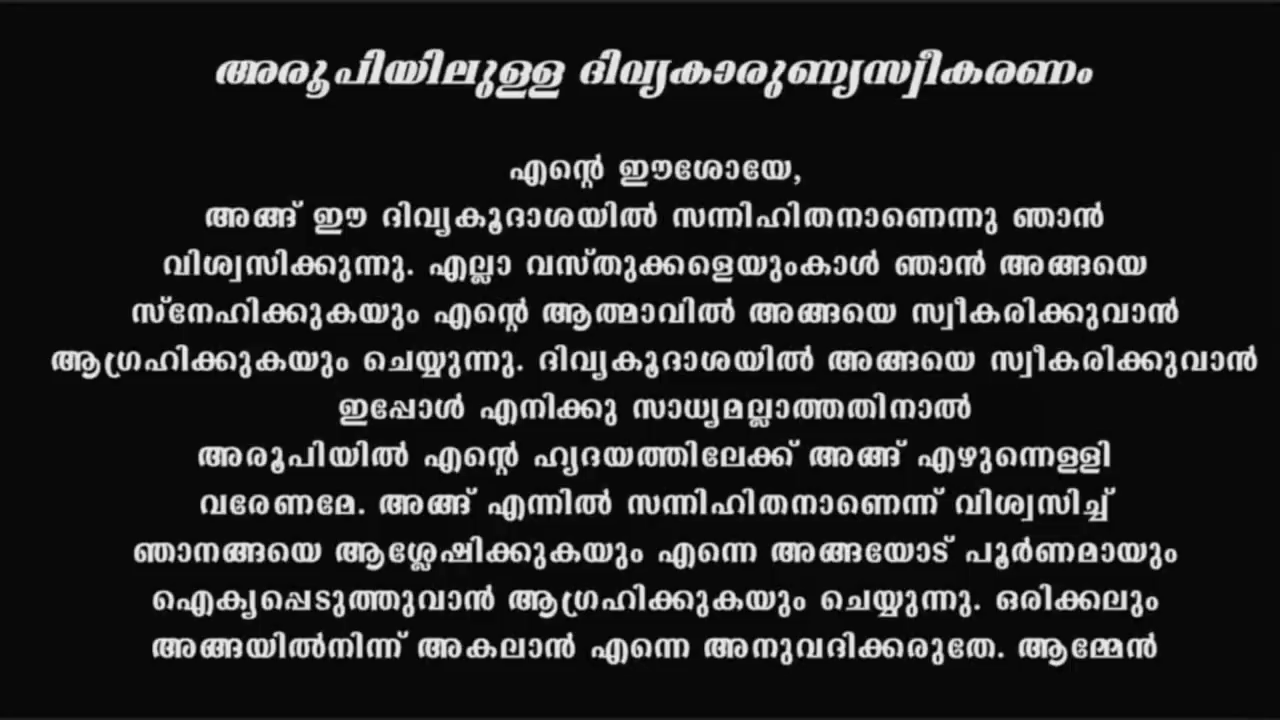 അരൂപിയിലുള്ള ദിവ്യകാരുണ്യസ്വീകരണം
എന്റെ ഈശോയേ,
അങ്ങ് ഈ ദിവ്യകൂദാശയിൽ സന്നിഹിതനാണെന്നു ഞാൻ
വിശ്വസിക്കുന്നു. എല്ലാ വസ്തുക്കളെയുംകാൾ ഞാൻ അങ്ങയെ
സ്നേഹിക്കുകയും എന്റെ ആത്മാവിൽ അങ്ങയെ സ്വീകരിക്കുവാൻ
ആഗ്രഹിക്കുകയും ചെയ്യുന്നു. ദിവ്യകൂദാശയിൽ അങ്ങയെ സ്വീകരിക്കുവാൻ
ഇപ്പോൾ എനിക്കു സാധ്യമല്ലാത്തതിനാൽ
അരൂപിയിൽ എന്റെ ഹൃദയത്തിലേക്ക് അങ്ങ് എഴുന്നെള്ളി
വരേണമേ. അങ്ങ് എന്നിൽ സന്നിഹിതനാണെന്ന് വിശ്വസിച്ച്
ഞാനങ്ങയെ ആശ്ലേഷിക്കുകയും എന്നെ അങ്ങയോട് പൂർണമായും
ഐക്യപ്പെടുത്തുവാൻ ആഗ്രഹിക്കുകയും ചെയ്യുന്നു. ഒരിക്കലും
അങ്ങയിൽനിന്ന് അകലാൻ എന്നെ അനുവദിക്കരുതേ. ആമ്മേൻ